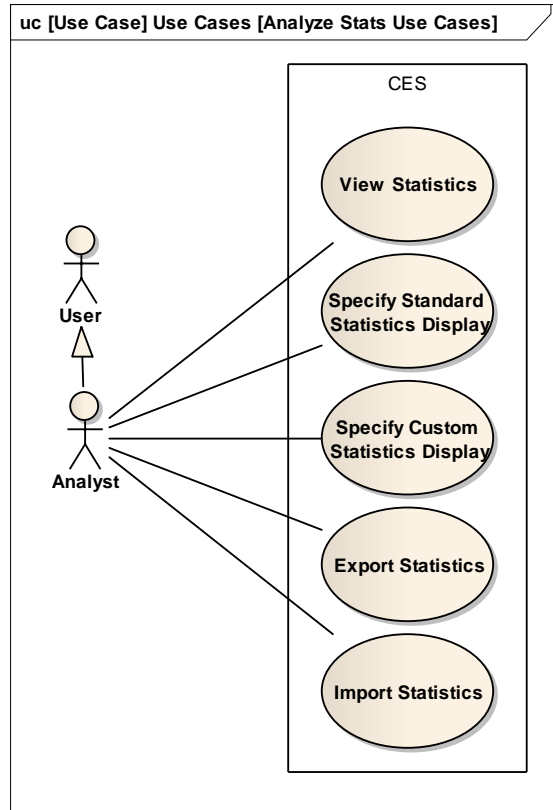 uc [Use Case] Use Cases [Analyze Stats Use Cases]
CES
View Statistics
User
Specify Standard
Statistics Display
Analyst
Specify Custom
Statistics Display
Export Statistics
Import Statistics